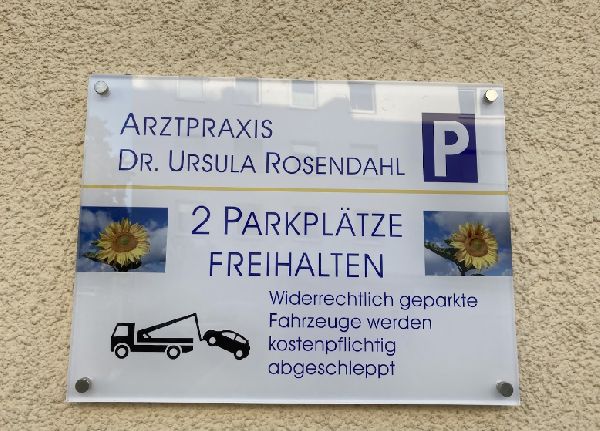 ARZTPRAXIS
DR. URSULA ROSENDAHL
P
2 PARKPLÄTZE
FREIHALTEN
Widerrechtlich geparkte
Fahrzeuge werden
kostenpflichtig
abgeschleppt